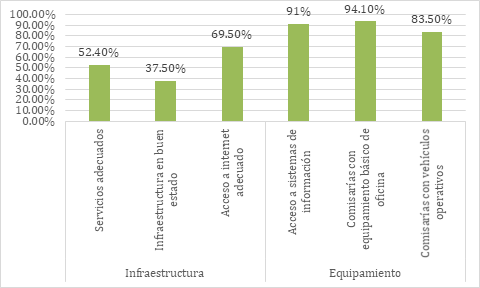 100.00%
90.00%
80.00%
70.00%
60.00%
50.00%
40.00%
30.00%
20.00%
10.00%
0.00%
52.40%
37.50%
69.50%
91%
94.10%
83.50%
Servicios adecuados
Infraestructura en buen
estado
Acceso a internet
adecuado
Acceso a sistemas de
información
Comisarías con
equipamiento básico de
oficina
Comisarías con vehículos
operativos
Infraestructura
Equipamiento